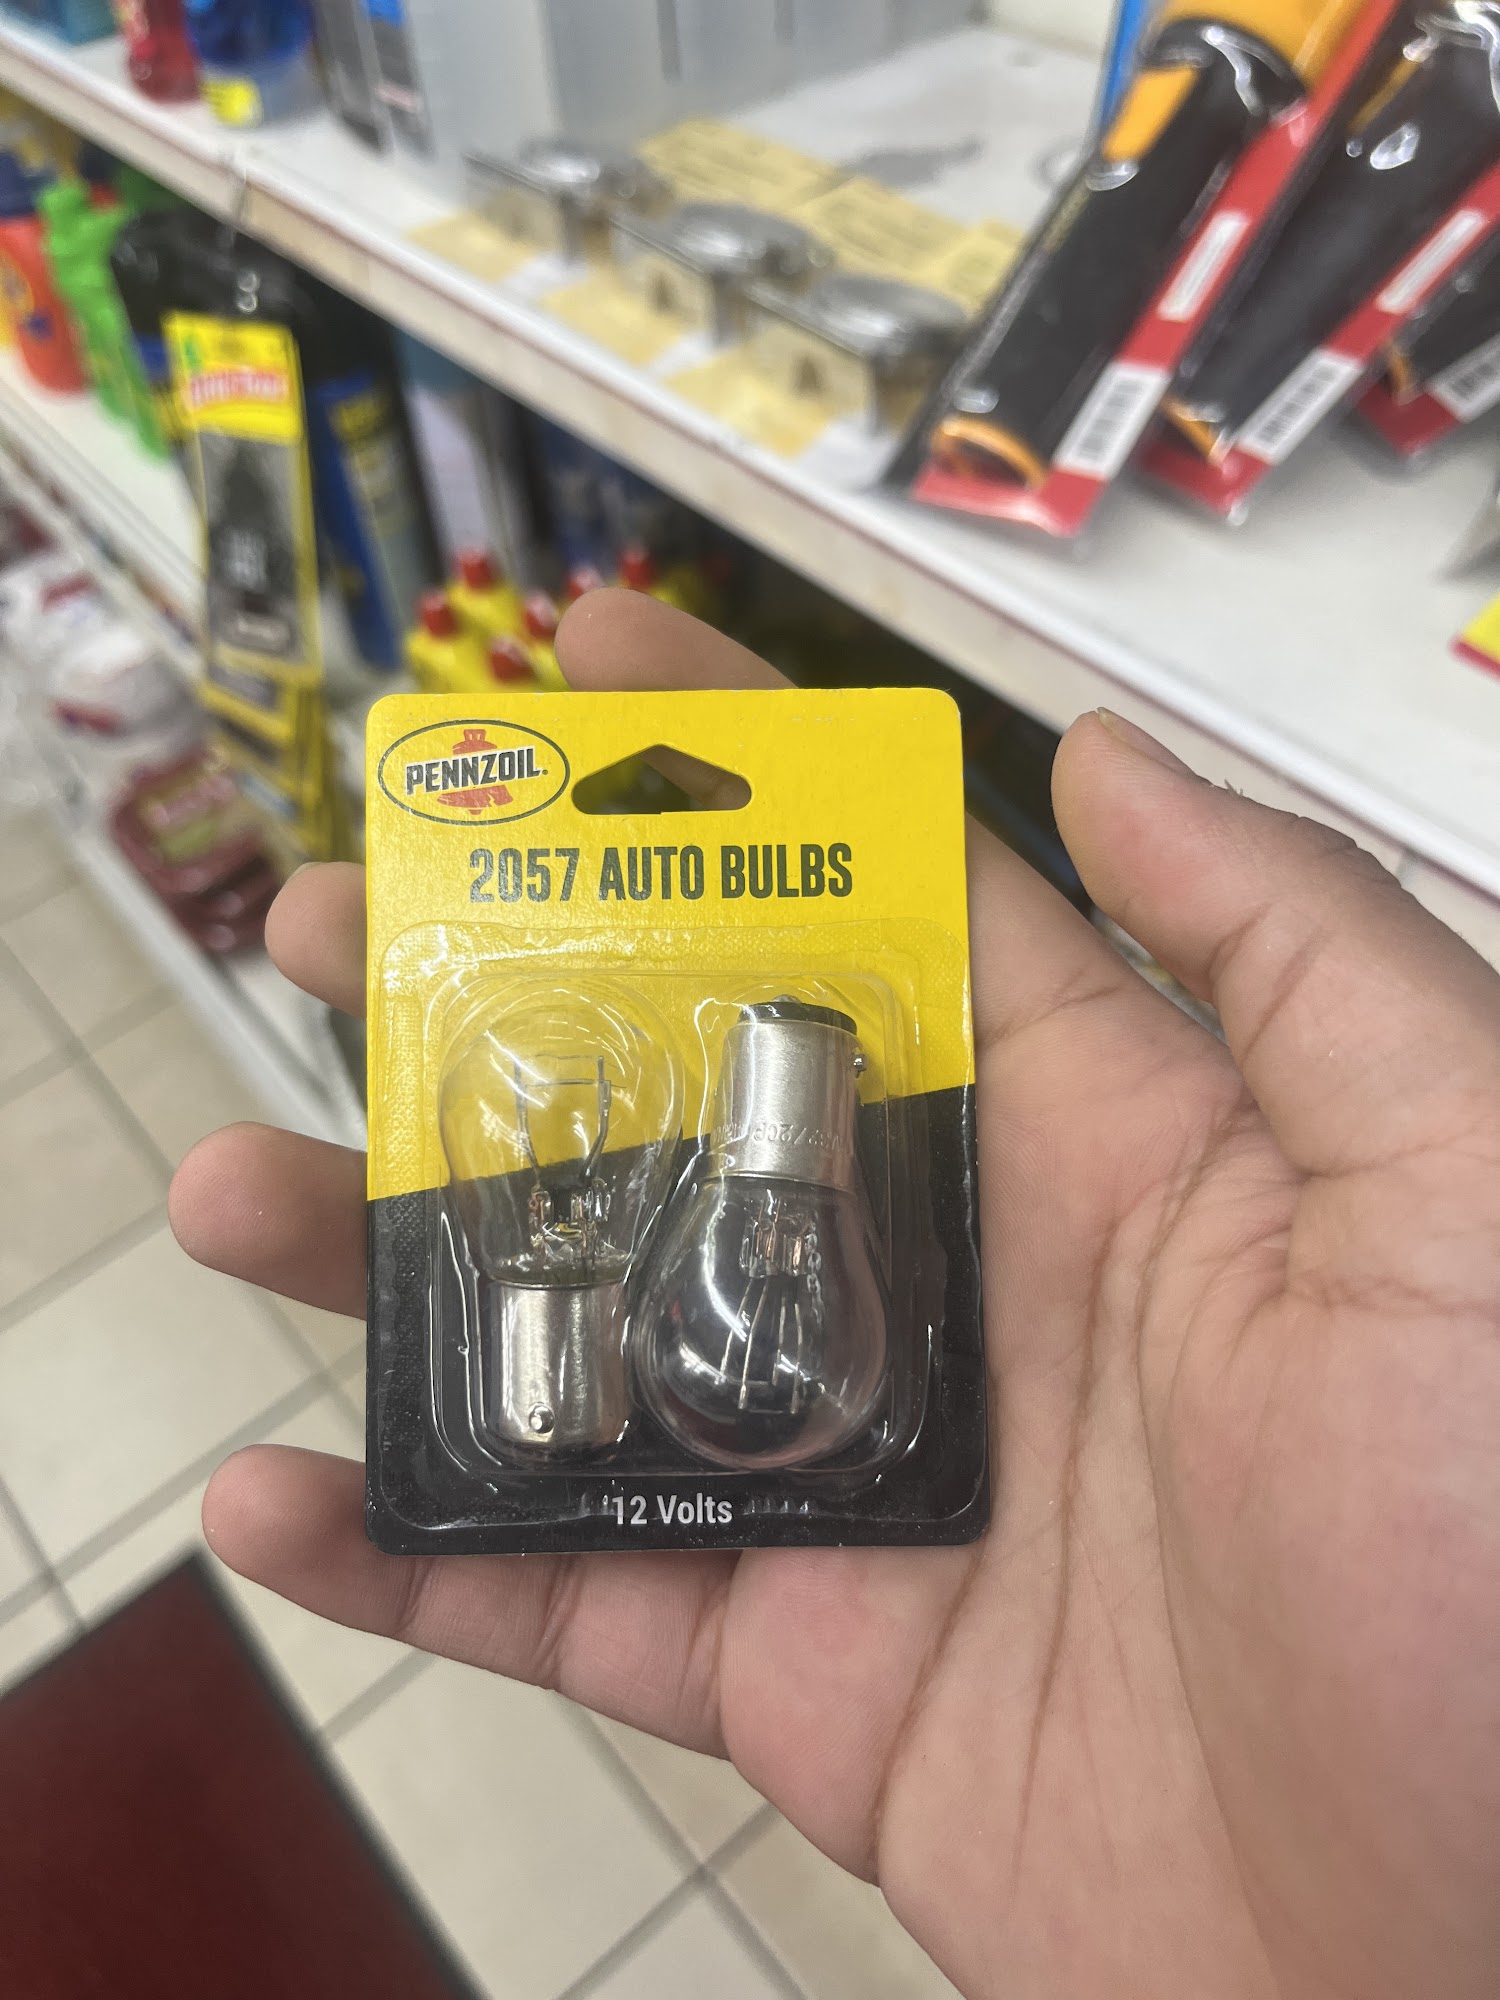 PENNZOIL.
2057 AUTO BULBS
12 Volts